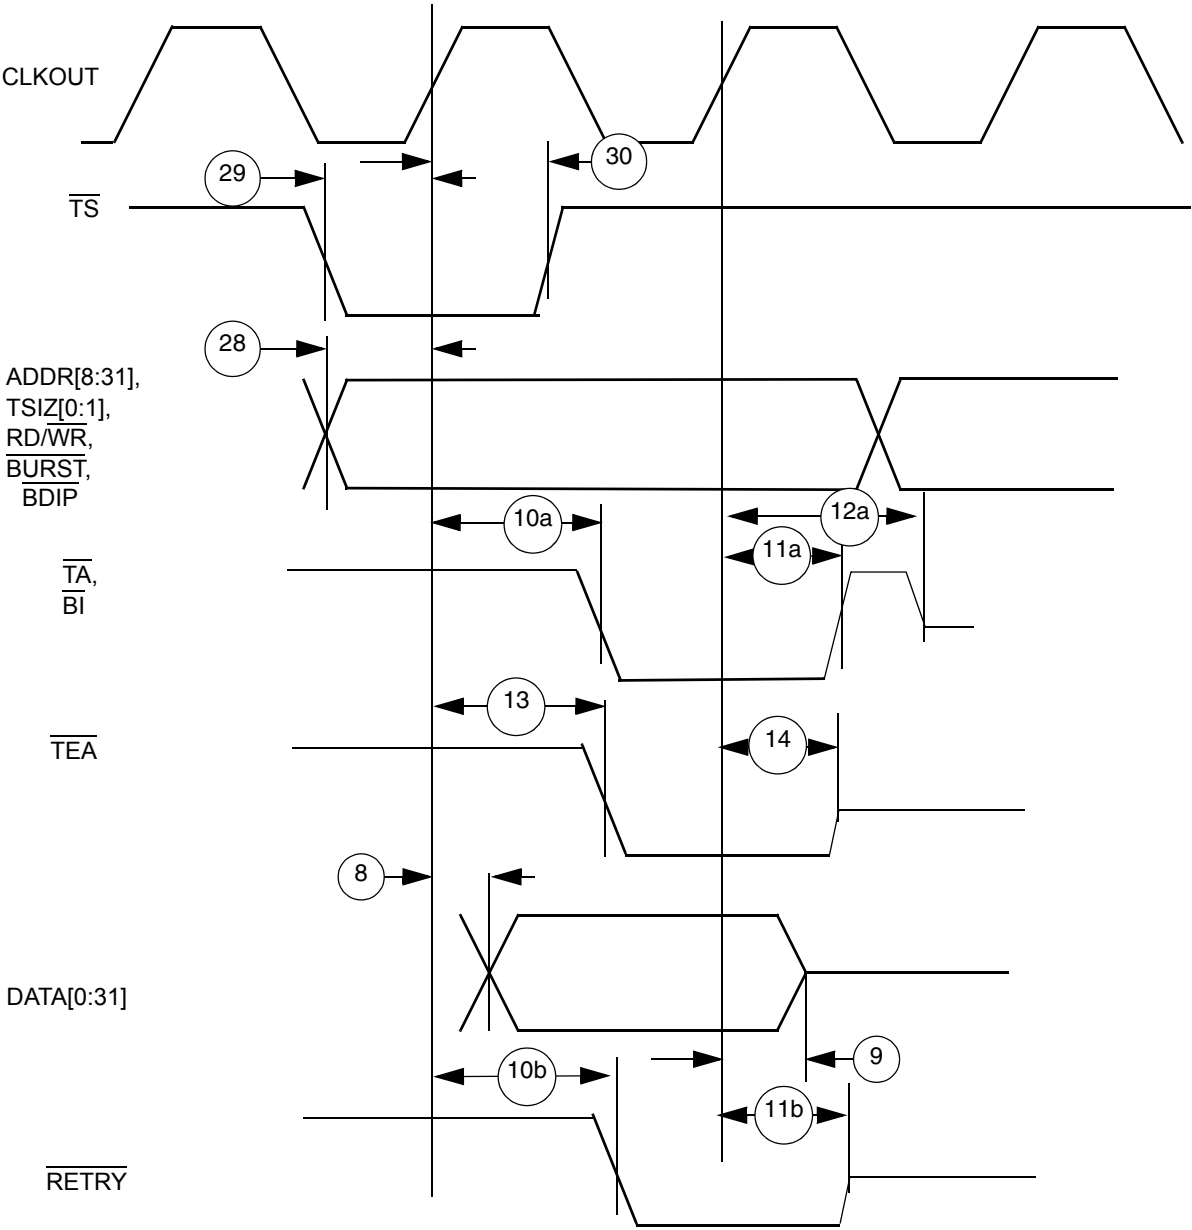 CLKOUT
30
29
TS
28
ADDR[8:31],
TSIZ[0:1],
RD/WR,
BURST,
BDIP
10a
12a
11a
TA,
BI
13
TEA
14
8
DATA[0:31]
9
10b
11b
RETRY